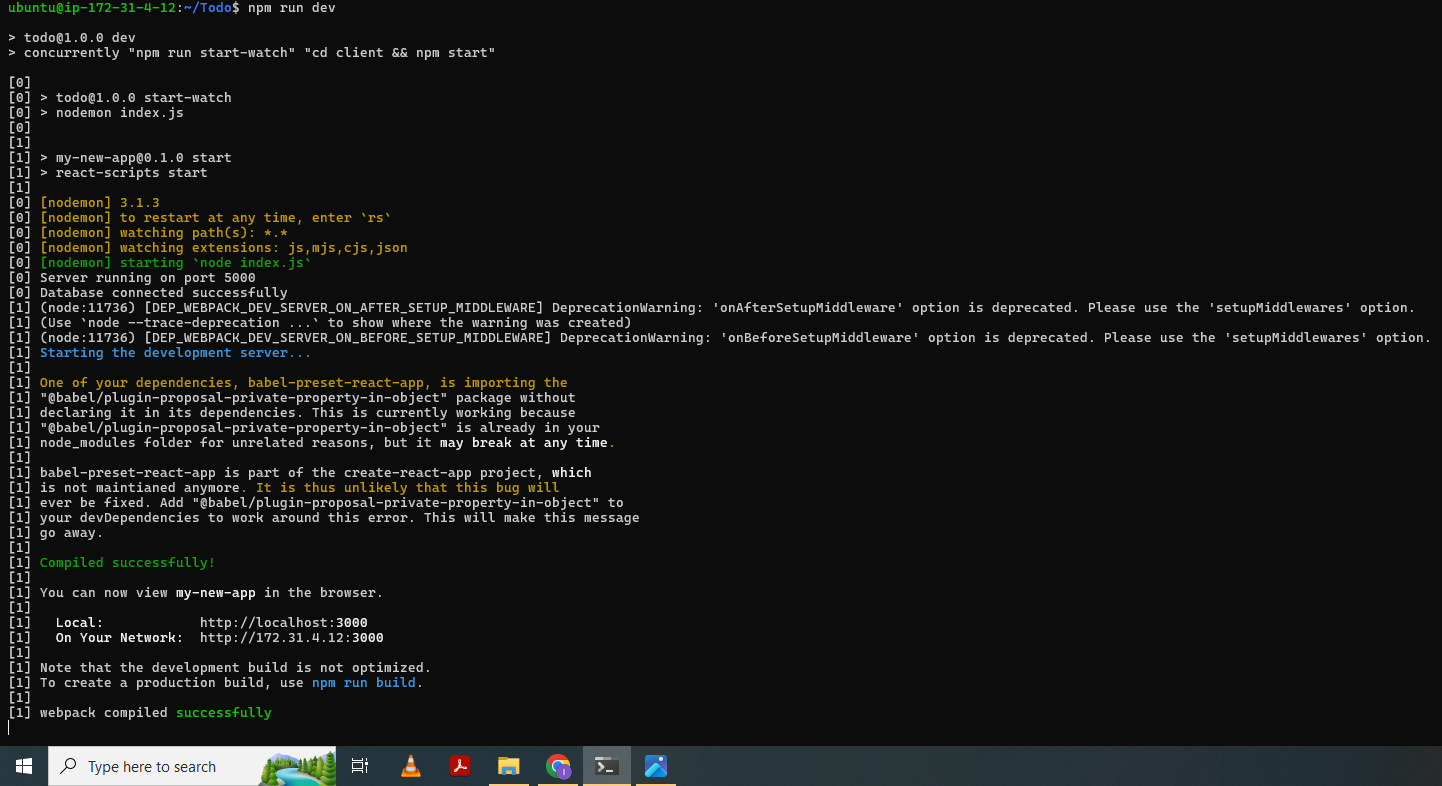 ubuntu@ip-172-31-4-12:~/Todo$ npm run dev
> todo@1.0.0 dev
> concurrently "npm run start-watch" "cd client && npm start"
[0]
[0] > todo@1.0.0 start-watch
[0] > nodemon index.js
[0]
[1]
[1] > my-new-app@0.1.0 start
[1] > react-scripts start
[1]
[0] [nodemon] 3.1.3
[0] [nodemon] to restart at any time, enter `rs`
[0] [nodemon] watching path(s): *.*
[0] [nodemon] watching extensions: js,mjs,cjs,json
[0] [nodemon] starting `node index.js`
[0] Server running on port 5000
[0] Database connected successfully
[1] (node:11736) [DEP_WEBPACK_DEV_SERVER_ON_AFTER_SETUP_MIDDLEWARE] DeprecationWarning: 'onAfterSetupMiddleware' option is deprecated. Please use the 'setupMiddlewares' option.
[1] (Use `node --trace-deprecation ...` to show where the warning was created)
[1] (node:11736) [DEP_WEBPACK_DEV_SERVER_ON_BEFORE_SETUP_MIDDLEWARE] DeprecationWarning: 'onBeforeSetupMiddleware' option is deprecated. Please use the 'setupMiddlewares' option.
[1] Starting the development server...
[1]
[1] One of your dependencies, babel-preset-react-app, is importing the
[1] "@babel/plugin-proposal-private-property-in-object" package without
[1] declaring it in its dependencies. This is currently working because
[1] "@babel/plugin-proposal-private-property-in-object" is already in your
[1] node_modules folder for unrelated reasons, but it may break at any time.
[1]
[1] babel-preset-react-app is part of the create-react-app project, which
[1] is not maintianed anymore. It is thus unlikely that this bug will
[1] ever be fixed. Add "@babel/plugin-proposal-private-property-in-object" to
[1] your devDependencies to work around this error. This will make this message
[1] go away.
[1]
[1] Compiled successfully!
[1]
[1] You can now view my-new-app in the browser.
[1]
[1] Local: http://localhost:3000
[1] On Your Network: http://172.31.4.12:3000
[1]
[1] Note that the development build is not optimized.
[1] To create a production build, use npm run build.
[1]
[1] webpack compiled successfully
Type here to search